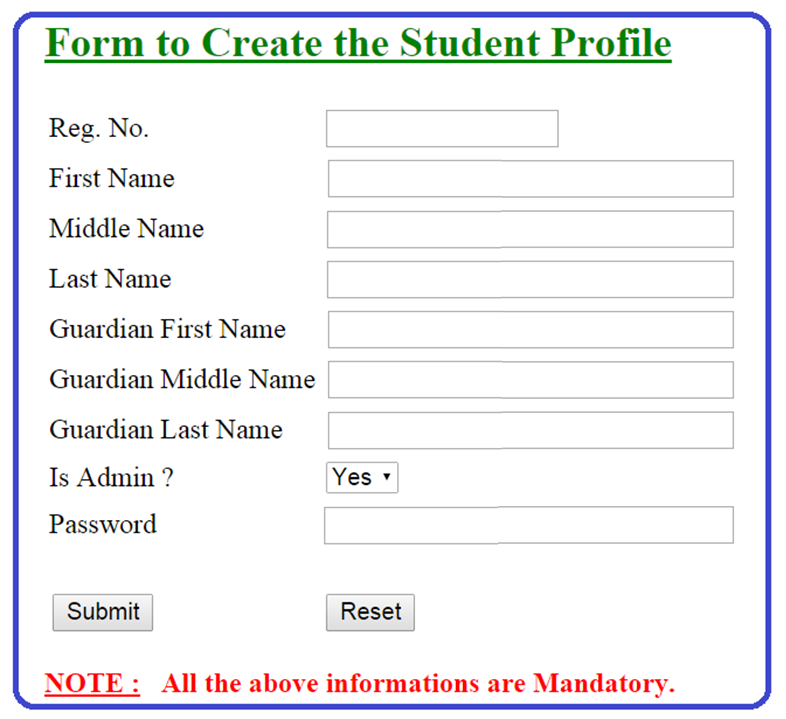 Form to Create the Student Profile
Reg. No.
First Name
Middle Name
Last Name
Guardian First Name
Guardian Middle Name
Guardian Last Name
Is Admin ? Yes
Password
Submit Reset
NOTE : All the above informations are Mandatory.